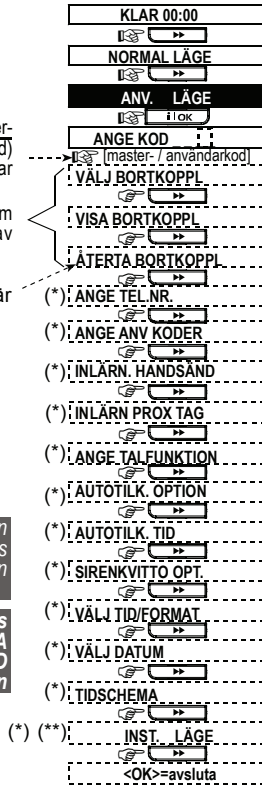 KLAR 00:00
NORMAL LÄGE
ANV. LÄGE
i OK
ANGE KOD
[master- / användarkod]
VÄLJ BORTKOPPL
VISA BORTKOPPL
ÅTERTA BORTKOPPL
(*) ANGE TEL.NR.
(*) ANGE ANV KODER
(*) INLÄRN. HANDSÄND
(*) INLÄRN PROX TAG
(*) ANGE TALFUNKTION
(*) AUTOTILK. OPTION
(*) AUTOTILK. TID
(*) SIRENKVITTO OPT.
(*) VÄLJ TID/FORMAT
(*) VÄLJ DATUM
(*) TIDSCHEMA
(*) (**) INST. LÄGE
<OK>=avsluta